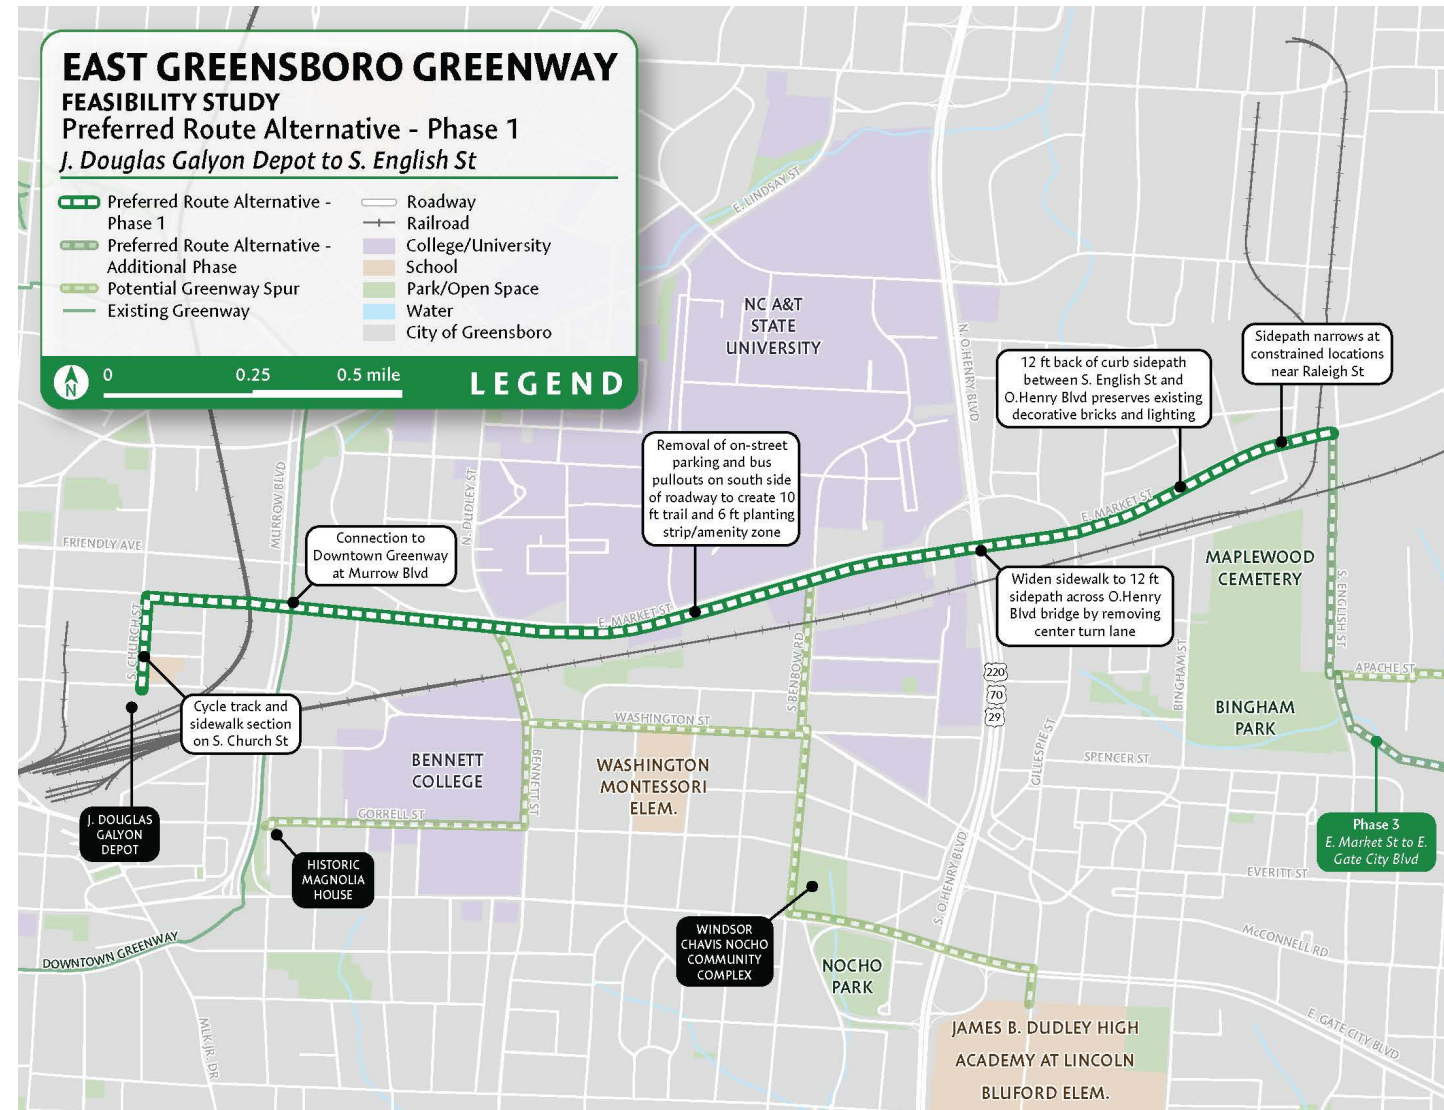 EAST GREENSBORO GREENWAY
FEASIBILITY STUDY
Preferred Route Alternative - Phase 1
J. Douglas Galyon Depot to S. English St
Preferred Route Alternative -
Phase 1
Preferred Route Alternative -
Additional Phase
Potential Greenway Spur
Existing Greenway
Roadway
Railroad
College/University
School
Park/Open Space
Water
City of Greensboro
N
0
0.25
0.5 mile
LEGEND
E. LINDSAY ST
NC A&T
STATE
UNIVERSITY
N. O.HENRY BLVD
12 ft back of curb sidepath
between S. English St and
O.Henry Blvd preserves existing
decorative bricks and lighting
Sidepath narrows at
constrained locations
near Raleigh St
Removal of on-street
parking and bus
pullouts on south side
of roadway to create 10
ft trail and 6 ft planting
strip/amenity zone
MURROW BLVD
N. DUDLEY ST
FRIENDLY AVE
Connection to
Downtown Greenway
at Murrow Blvd
E. MARKET ST
E. MARKET ST
Widen sidewalk to 12 ft
sidepath across O.Henry
Blvd bridge by removing
center turn lane
MAPLEWOOD
CEMETERY
S. ENGLISH ST
S. CHURCH ST
Cycle track and
sidewalk section
on S. Church St
S.BENBOW RD
220
70
29
BINGHAM ST
APACHE ST
BINGHAM
PARK
WASHINGTON ST
BENNETT
COLLEGE
BENNETT ST
WASHINGTON
MONTESSORI
ELEM.
GILLESPIE ST
SPENCER ST
GORRELL ST
J. DOUGLAS
GALYON
DEPOT
HISTORIC
MAGNOLIA
HOUSE
Phase 3
E. Market St to E.
Gate City Blvd
EVERITT ST
S. O.HENRY BLVD
WINDSOR
CHAVIS NOCHO
COMMUNITY
COMPLEX
McCONNELL RD
DOWNTOWN GREENWAY
NOCHO
PARK
MLK JR. DR
JAMES B. DUDLEY HIGH
ACADEMY AT LINCOLN
BLUFORD ELEM.
E. GATE CITY BLVD